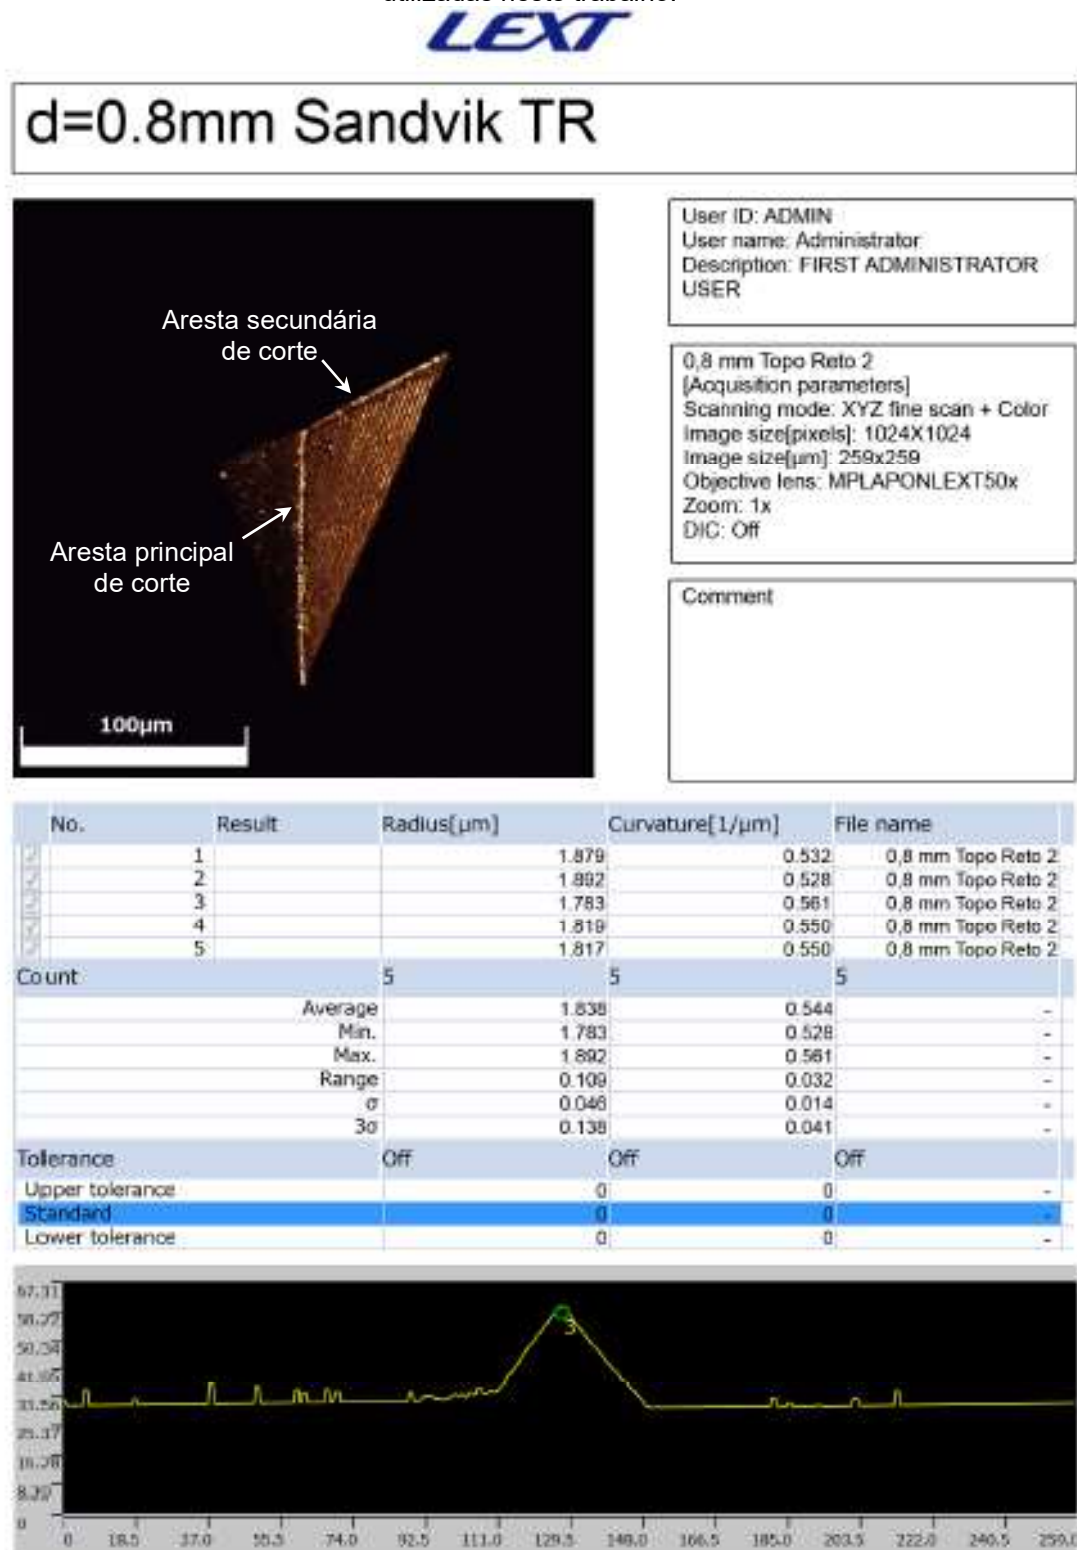 LEXT
d=0.8mm Sandvik TR
Aresta secundária
de corte
Aresta principal
de corte
100µm
User ID: ADMIN
User name: Administrator
Description: FIRST ADMINISTRATOR
USER
0,8 mm Topo Reto 2
[Acquisition parameters]
Scanning mode: XYZ fine scan + Color
Image size[pixels]: 1024X1024
Image size[µm]: 259x259
Objective lens: MPLAPONLEXT50x
Zoom: 1x
DIC: Off
Comment
No. Result Radius[µm] Curvature[1/µm] File name
1 1.879 0.532 0,8 mm Topo Reto 2
2 1.892 0.528 0,8 mm Topo Reto 2
3 1.783 0.561 0,8 mm Topo Reto 2
4 1.819 0.550 0,8 mm Topo Reto 2
5 1.817 0.550 0,8 mm Topo Reto 2
Count 5 5 5
Average 1.838 0.544 -
Min. 1.783 0.528 -
Max. 1.892 0.561 -
Range 0.109 0.032 -
σ 0.046 0.014 -
3σ 0.138 0.041 -
Tolerance Off Off Off
Upper tolerance 0 0 -
Standard 0 0 -
Lower tolerance 0 0 -
3
0
0 18.5 37.0 55.5 74.0 92.5 111.0 129.5 148.0 166.5 185.0 203.5 222.0 240.5 259.0